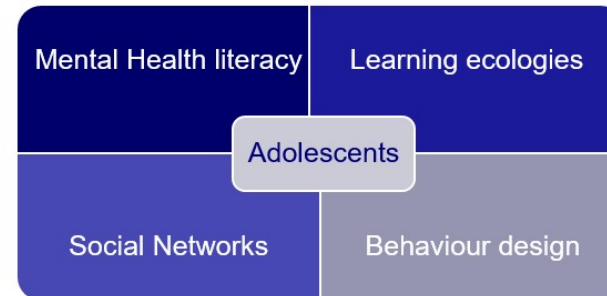 Mental Health literacy
Learning ecologies
Adolescents
Social Networks
Behaviour design